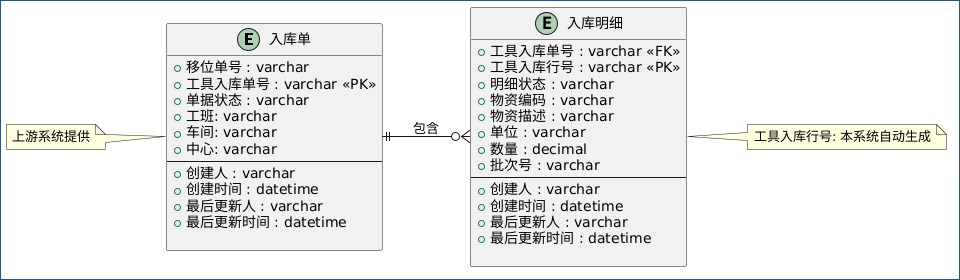 上游系统提供
E 入库单
移位单号 : varchar
工具入库单号 : varchar «PK»
单据状态 : varchar
工班: varchar
车间: varchar
中心: varchar
创建人 : varchar
创建时间 : datetime
最后更新人 : varchar
最后更新时间 : datetime
包含
E 入库明细
工具入库单号 : varchar «FK»
工具入库行号 : varchar «PK»
明细状态 : varchar
物资编码 : varchar
物资描述 : varchar
单位 : varchar
数量 : decimal
批次号 : varchar
创建人 : varchar
创建时间 : datetime
最后更新人 : varchar
最后更新时间 : datetime
工具入库行号: 本系统自动生成